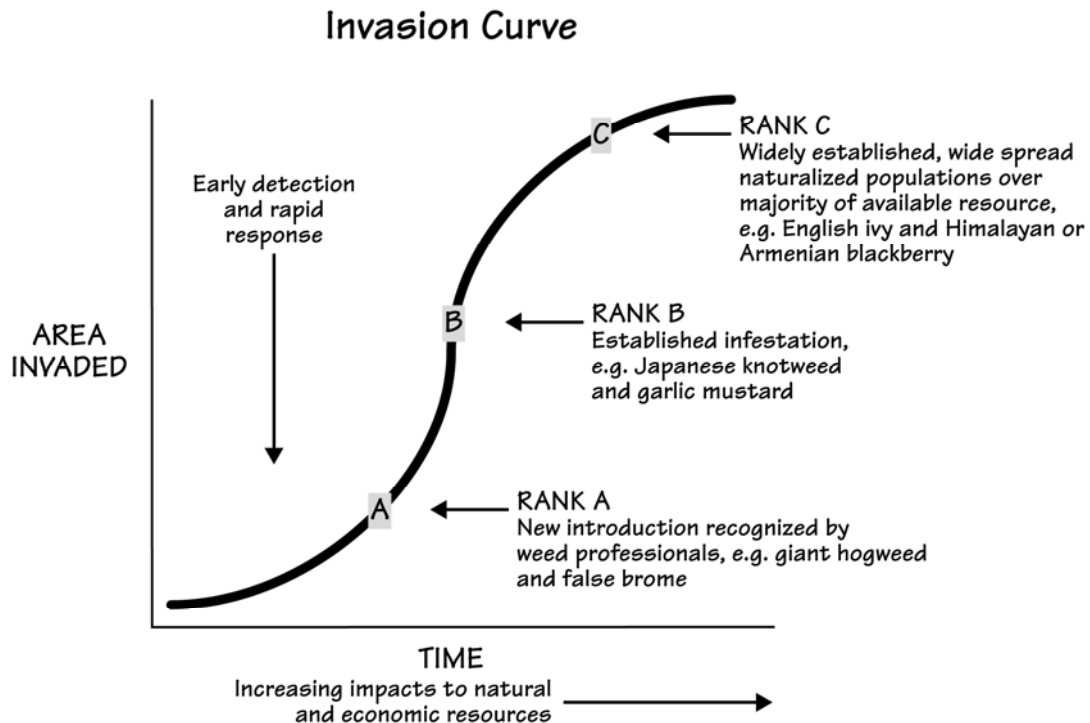 Invasion Curve
Early detection
and rapid
response
AREA
INVADED
C
RANK C
Widely established, wide spread
naturalized populations over
majority of available resource,
e.g. English ivy and Himalayan or
Armenian blackberry
B
RANK B
Established infestation,
e.g. Japanese knotweed
and garlic mustard
A
RANK A
New introduction recognized by
weed professionals, e.g. giant hogweed
and false brome
TIME
Increasing impacts to natural
and economic resources